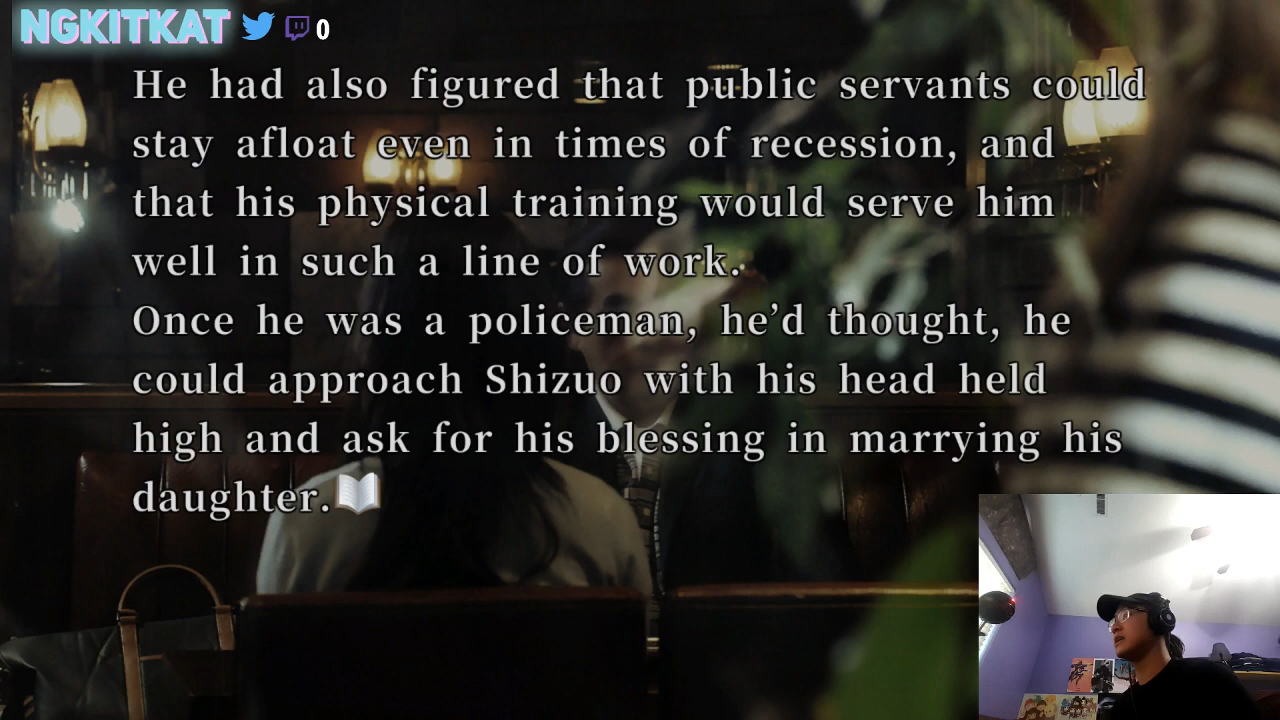 NGKITKAT 0
He had also figured that public servants could
stay afloat even in times of recession, and
that his physical training would serve him
well in such a line of work.
Once he was a policeman, he’d thought, he
could approach Shizuo with his head held
high and ask for his blessing in marrying his
daughter.